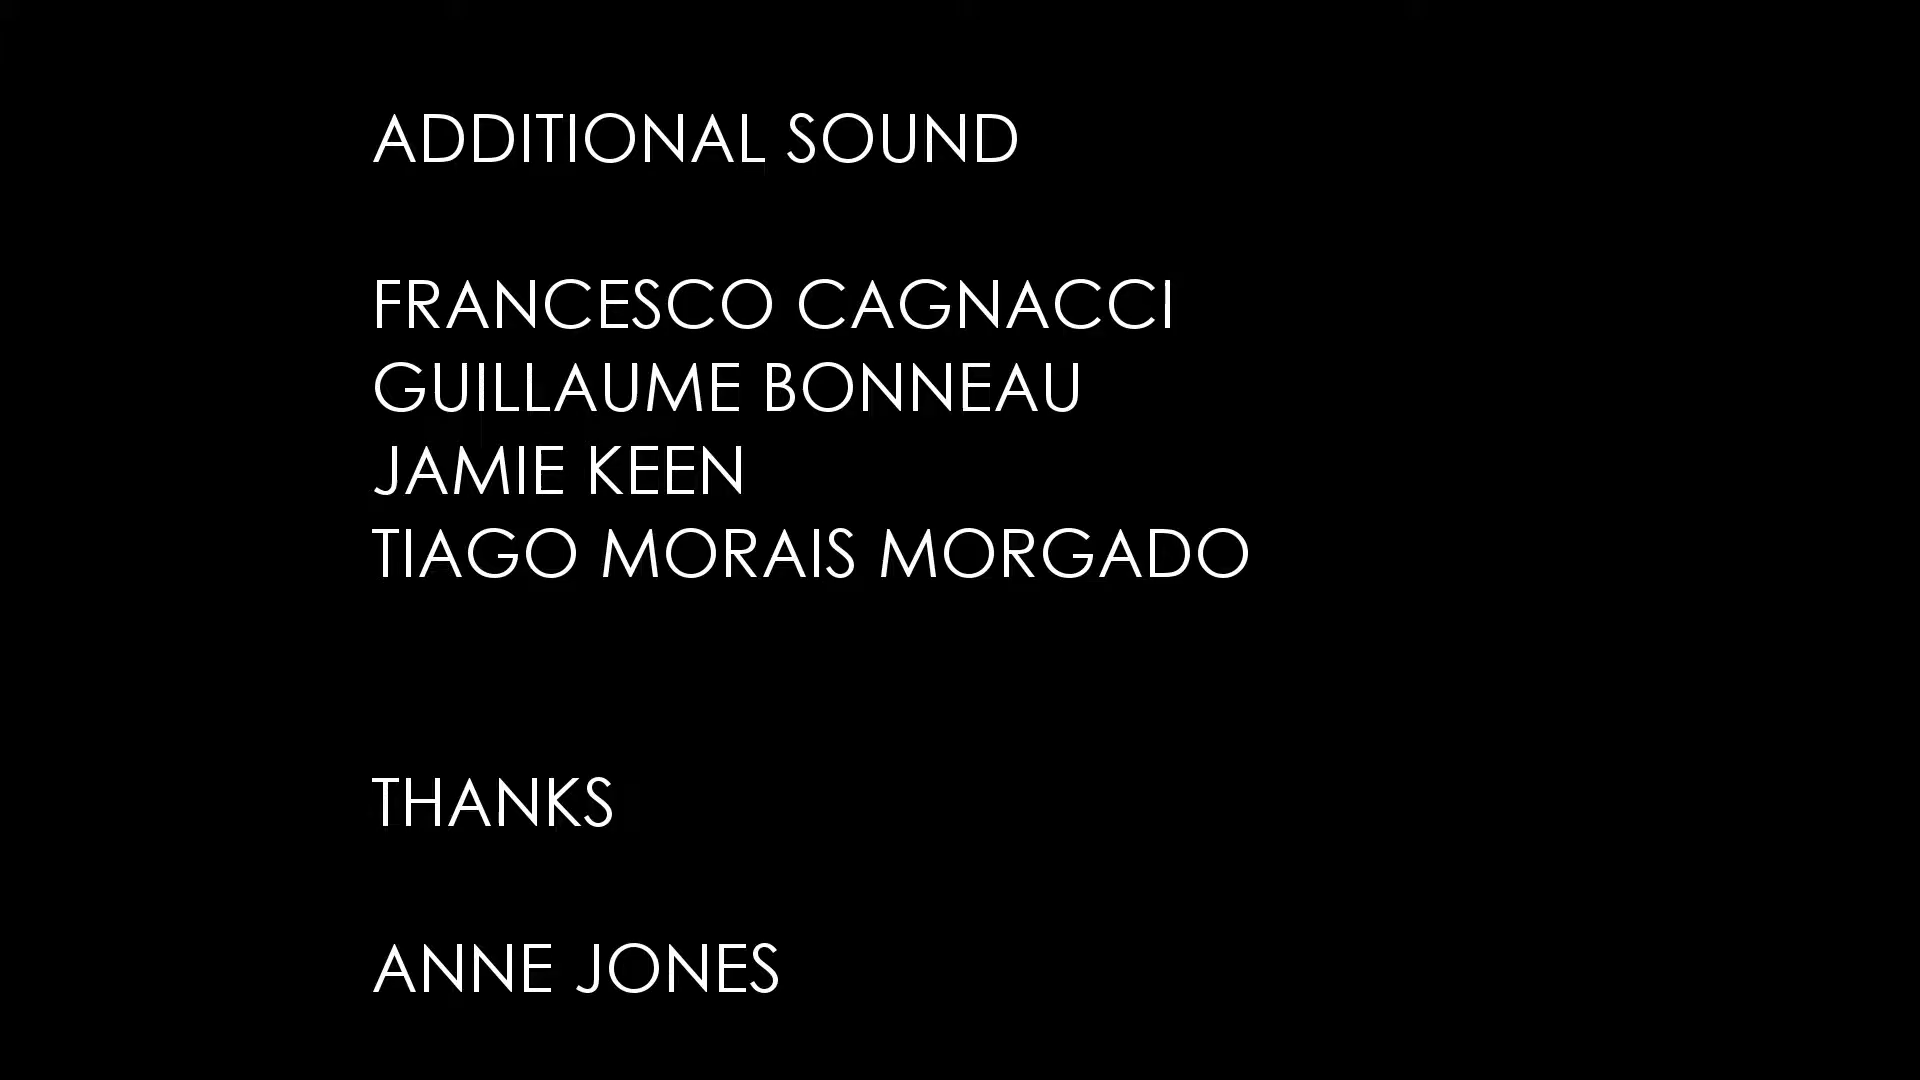 ADDITIONAL SOUND
FRANCESCO CAGNACCI
GUILLAUME BONNEAU
JAMIE KEEN
TIAGO MORAIS MORGADO
THANKS
ANNE JONES